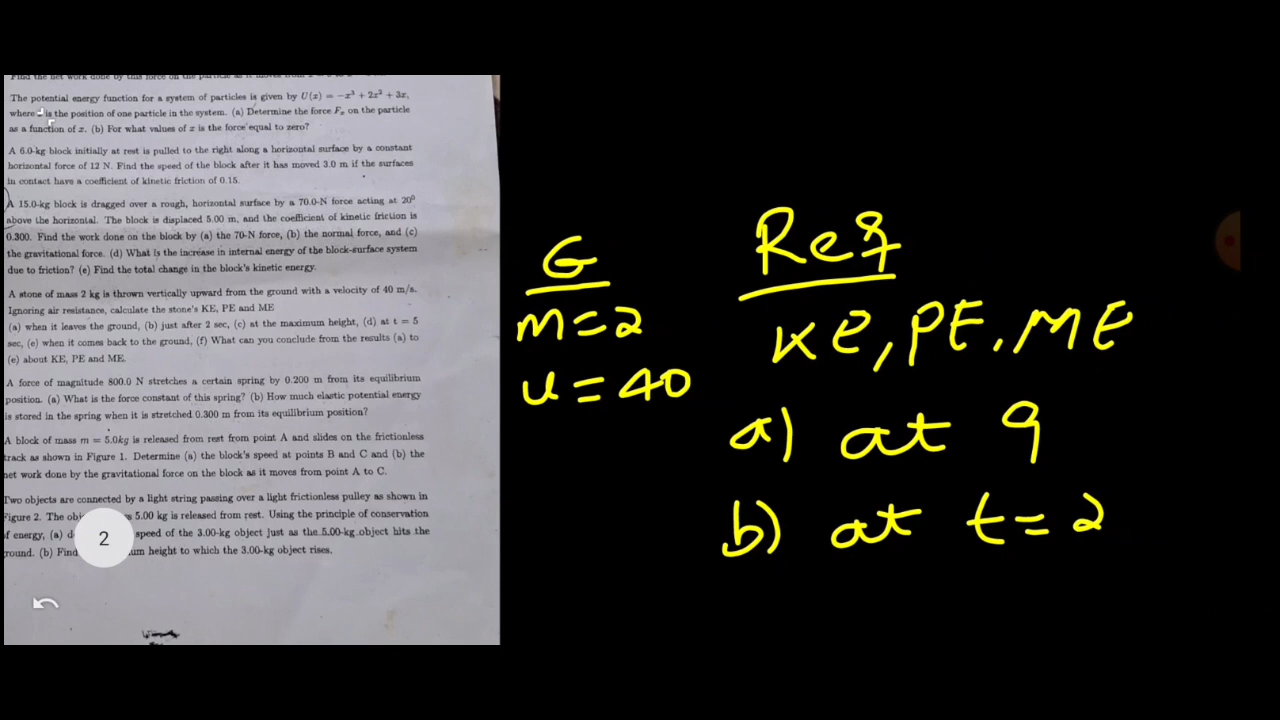 The potential energy function for a system of particles is given by U(x) = −x³ + 2x² + 3x,
where is the position of one particle in the system. (a) Determine the force Fₓ on the particle
as a function of x. (b) For what values of x is the force equal to zero?
A 6.0-kg block initially at rest is pulled to the right along a horizontal surface by a constant
horizontal force of 12 N. Find the speed of the block after it has moved 3.0 m if the surfaces
in contact have a coefficient of kinetic friction of 0.15.
A 15.0-kg block is dragged over a rough, horizontal surface by a 70.0-N force acting at 20⁰
above the horizontal. The block is displaced 5.00 m, and the coefficient of kinetic friction is
0.300. Find the work done on the block by (a) the 70-N force, (b) the normal force, and (c)
the gravitational force. (d) What is the increase in internal energy of the block-surface system
due to friction? (e) Find the total change in the block's kinetic energy.
A stone of mass 2 kg is thrown vertically upward from the ground with a velocity of 40 m/s.
Ignoring air resistance, calculate the stone's KE, PE and ME
(a) when it leaves the ground, (b) just after 2 sec, (c) at the maximum height, (d) at t = 5
sec, (e) when it comes back to the ground, (f) What can you conclude from the results (a) to
(e) about KE, PE and ME.
A force of magnitude 800.0 N stretches a certain spring by 0.200 m from its equilibrium
position. (a) What is the force constant of this spring? (b) How much elastic potential energy
is stored in the spring when it is stretched 0.300 m from its equilibrium position?
A block of mass m = 5.0kg is released from rest from point A and slides on the frictionless
track as shown in Figure 1. Determine (a) the block's speed at points B and C and (b) the
net work done by the gravitational force on the block as it moves from point A to C.
Two objects are connected by a light string passing over a light frictionless pulley as shown in
Figure 2. The 5.00 kg is released from rest. Using the principle of conservation
of energy, (a) speed of the 3.00-kg object just as the 5.00-kg object hits the
ground. (b) Find height to which the 3.00-kg object rises.
2
G
m=2
u=40
Req
KE, PE, ME
a) at g
b) at t=2